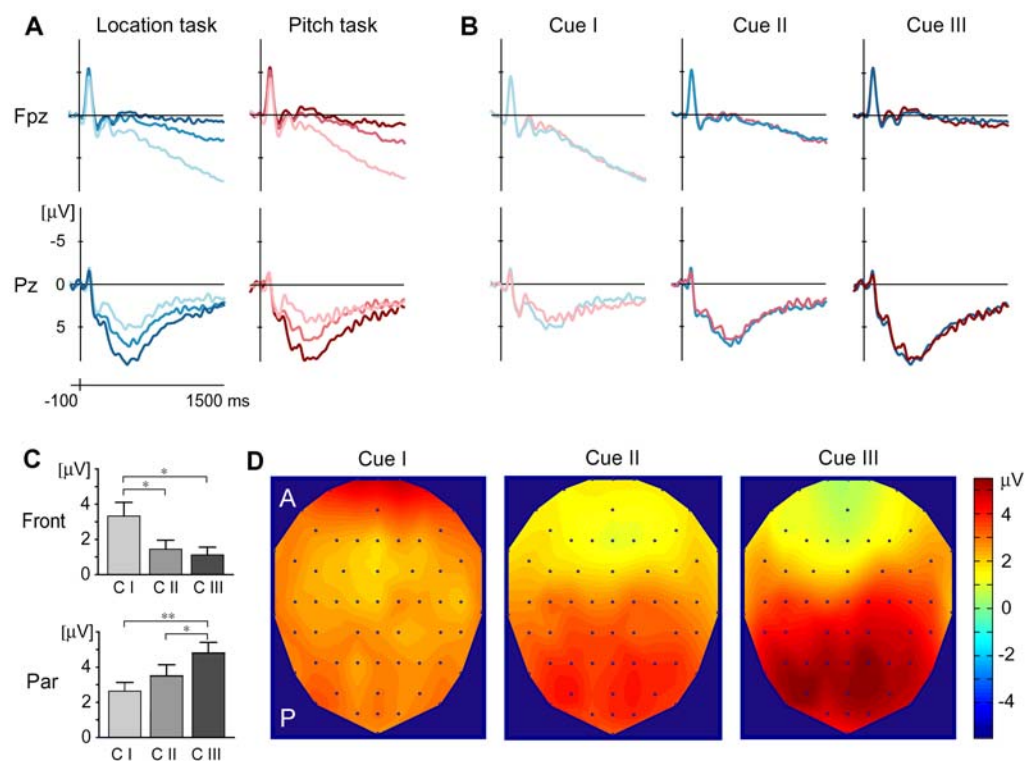 A Location task Pitch task
Fpz
[µV]
-5
0
Pz
5
-100 1500 ms
B Cue I Cue II Cue III
C
[µV]
4
Front
2
0
C I C II C III
* *
[µV]
4
Par
2
0
C I C II C III
** *
D Cue I Cue II Cue III
A
P
µV
4
2
0
-2
-4